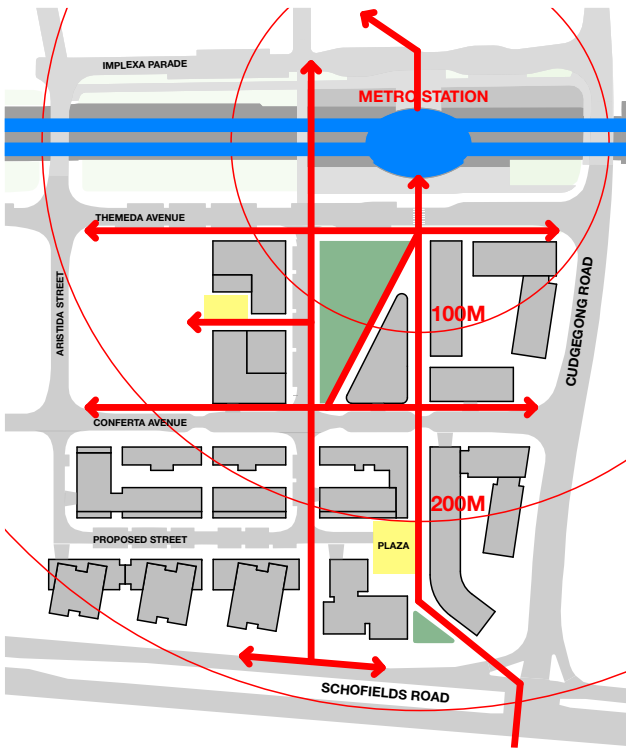 IMPLEXA PARADE
METRO STATION
THEMEDA AVENUE
ARISTIDA STREET
CUDGEGONG ROAD
100M
CONFERTA AVENUE
200M
PROPOSED STREET
PLAZA
SCHOFIELDS ROAD